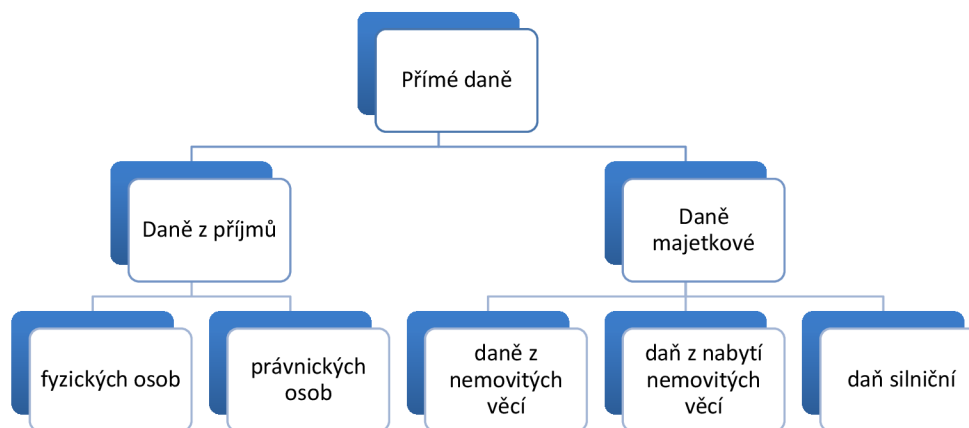 Přímé daně
Daně z příjmů
Daně
majetkové
fyzických osob
právnických
osob
daně z
nemovitých
věcí
daň z nabytí
nemovitých
věcí
daň silniční